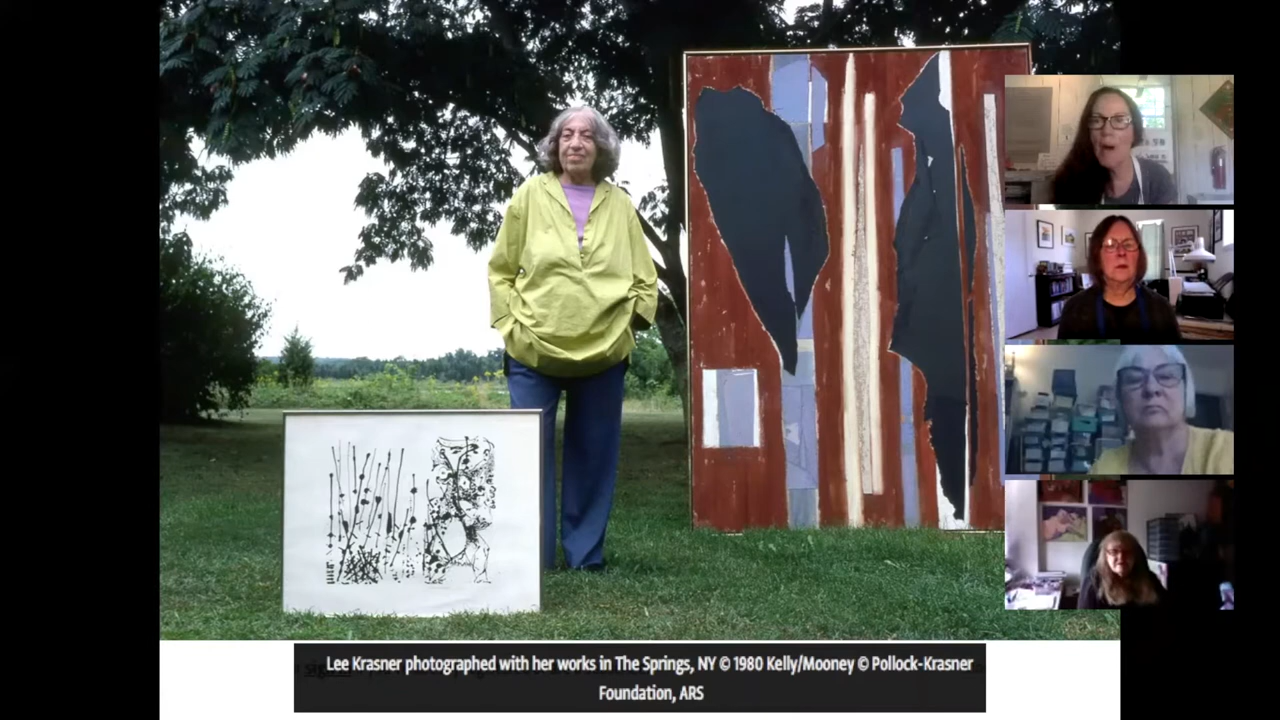 Lee Krasner photographed with her works in The Springs, NY © 1980 Kelly/Mooney © Pollock-Krasner
Foundation, ARS